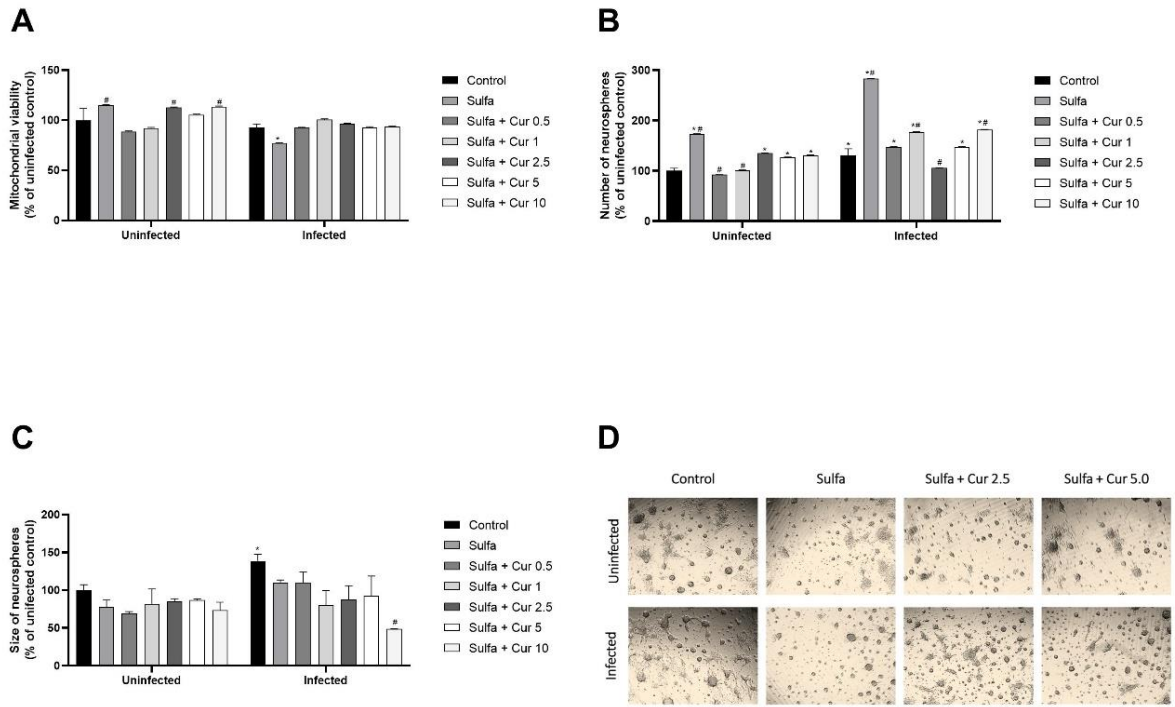 A
Mitochondrial viability
(% of uninfected control)
150
100
50
0
#
#
#
*
Uninfected
Infected
Control
Sulfa
Sulfa + Cur 0.5
Sulfa + Cur 1
Sulfa + Cur 2.5
Sulfa + Cur 5
Sulfa + Cur 10
B
Number of neurospheres
(% of uninfected control)
300
200
100
0
*#
#
#
*
*
*
*
*#
*
*#
#
*
*#
Uninfected
Infected
Control
Sulfa
Sulfa + Cur 0.5
Sulfa + Cur 1
Sulfa + Cur 2.5
Sulfa + Cur 5
Sulfa + Cur 10
C
Size of neurospheres
(% of uninfected control)
200
150
100
50
0
*
#
Uninfected
Infected
Control
Sulfa
Sulfa + Cur 0.5
Sulfa + Cur 1
Sulfa + Cur 2.5
Sulfa + Cur 5
Sulfa + Cur 10
D
Control
Sulfa
Sulfa + Cur 2.5
Sulfa + Cur 5.0
Uninfected
Infected